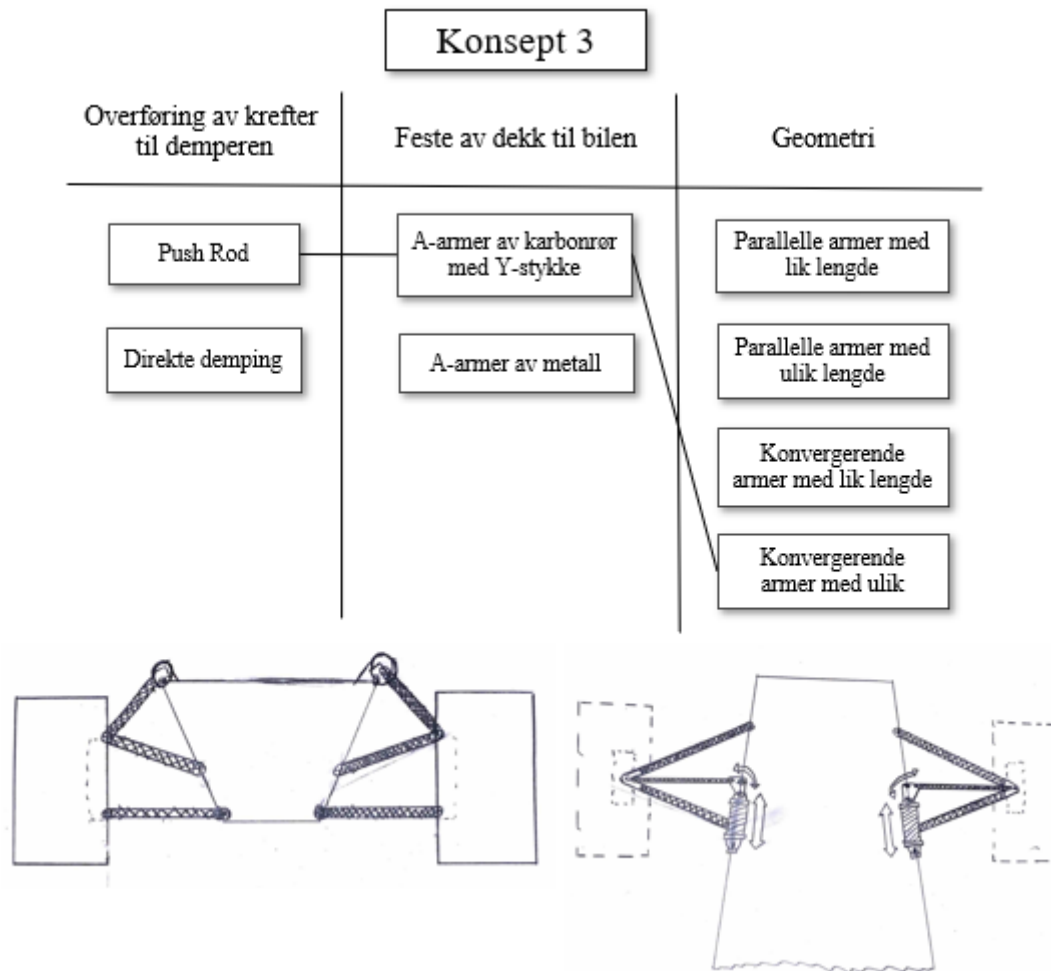 Konsept 3
Overføring av krefter
til demperen
Feste av dekk til bilen
Geometri
Push Rod
A-armer av karbonrør
med Y-stykke
Parallelle armer med
lik lengde
Direkte demping
A-armer av metall
Parallelle armer med
ulik lengde
Konvergerende
armer med lik lengde
Konvergerende
armer med ulik